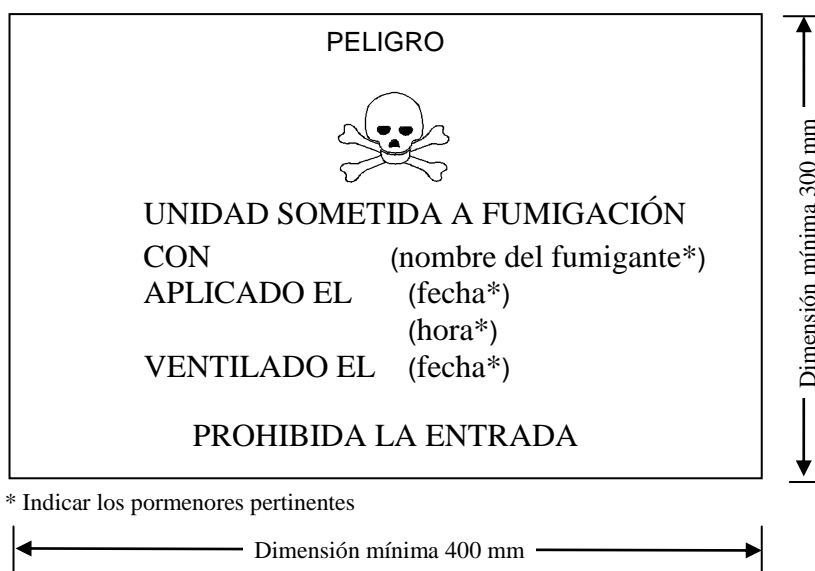 PELIGRO
UNIDAD SOMETIDA A FUMIGACIÓN
CON (nombre del fumigante*)
APLICADO EL (fecha*)
(hora*)
VENTILADO EL (fecha*)
PROHIBIDA LA ENTRADA
* Indicar los pormenores pertinentes
Dimensión mínima 400 mm
Dimensión mínima 300 mm